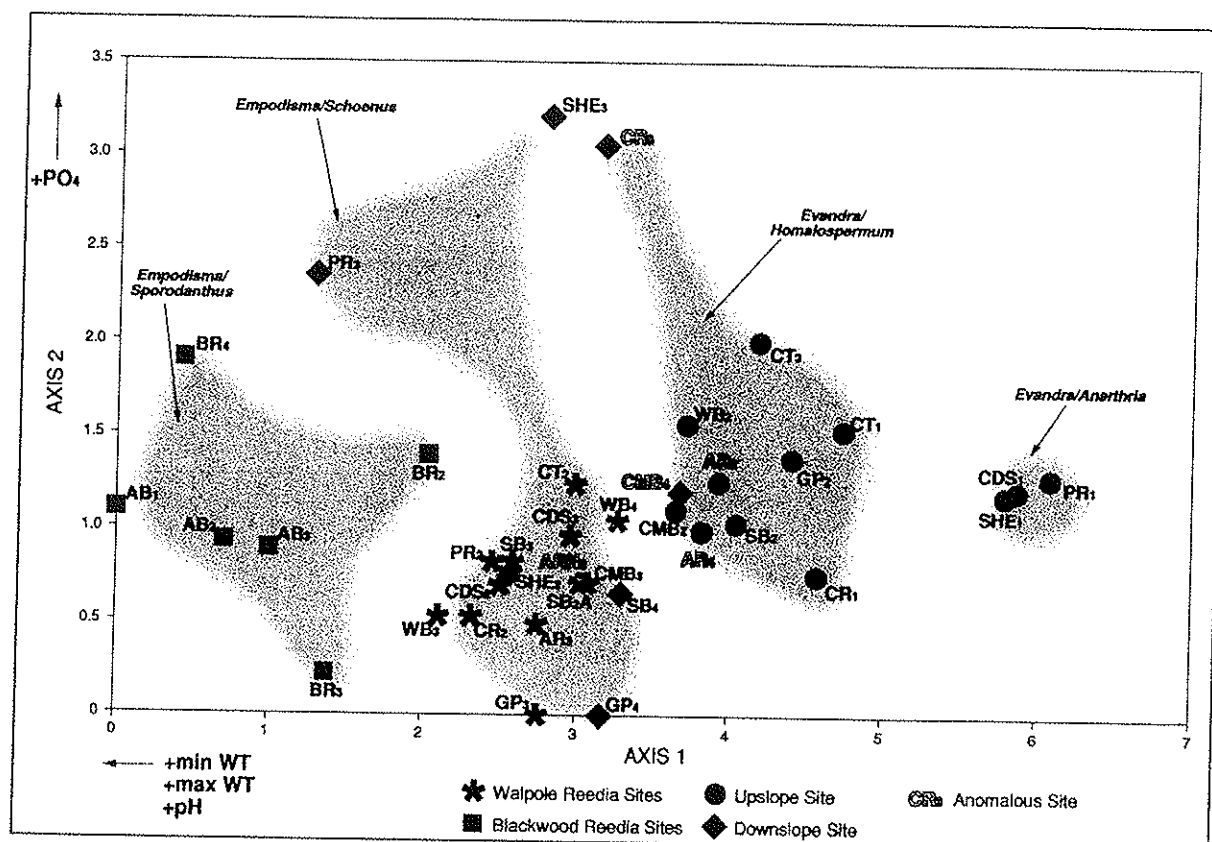 3.5
3.0
2.5
2.0
1.5
1.0
0.5
0
+PO₄
AXIS 2
Empodisma/Schoenus
Empodisma/
Sporodanthus
Evandra/
Homalospermum
Evandra/Anarthria
SHE₃
PR₂
BR₄
CT₃
WB₂
CT₁
BR₂
GP₂
CDS₁
PR₁
SHE₁
AB₁
CT₂
WB₄
CMB₂
SB₂
AB₃
CDS₂
SB₃
PR₃
SHE₂
CMB₃
SB₂A
SB₄
CR₁
WB₃
CR₂
AR₃
BR₃
GP₃
GP₄
0
1
2
3
4
5
6
7
AXIS 1
+min WT
+max WT
+pH
Walpole Reedia Sites
Upslope Site
CR₃ Anomalous Site
Blackwood Reedia Sites
Downslope Site